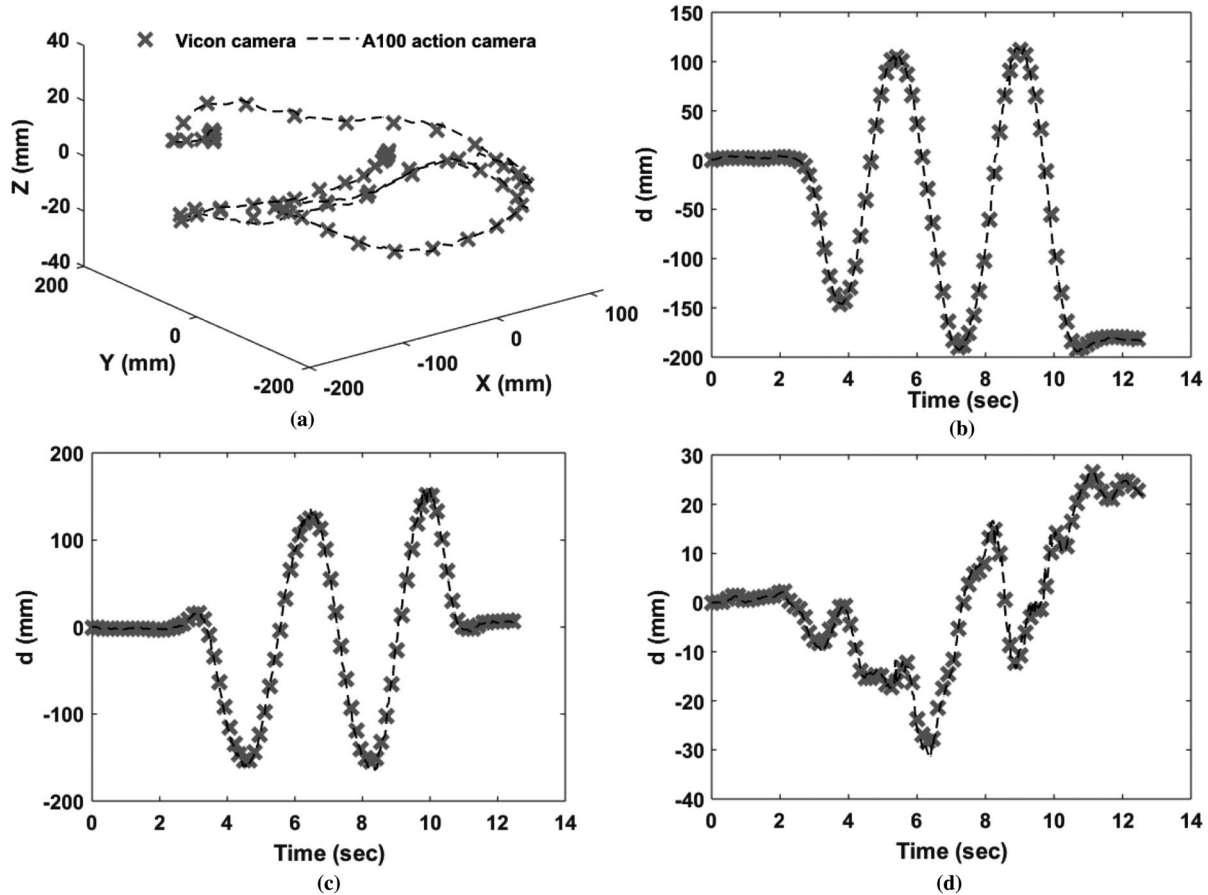 Vicon camera A100 action camera
40
20
0
-20
-40
Z (mm)
200
0
-200
Y (mm)
-200
-100
0
100
X (mm)
(a)
150
100
50
0
-50
-100
-150
-200
d (mm)
0 2 4 6 8 10 12 14
Time (sec)
(b)
200
100
0
-100
-200
d (mm)
0 2 4 6 8 10 12 14
Time (sec)
(c)
30
20
10
0
-10
-20
-30
-40
d (mm)
0 2 4 6 8 10 12 14
Time (sec)
(d)